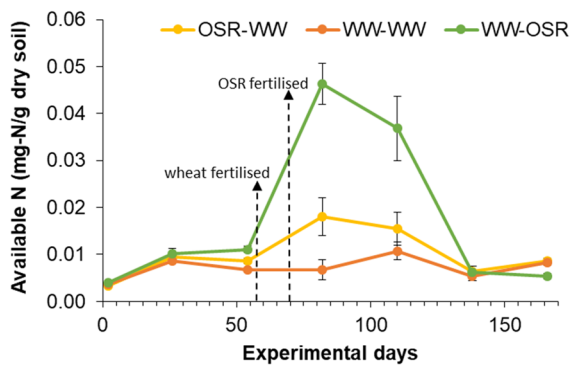 0.06
OSR-WW
WW-WW
WW-OSR
0.05
OSR fertilised
0.04
0.03
wheat fertilised
0.02
0.01
0.00
0
50
100
150
Available N (mg-N/g dry soil)
Experimental days